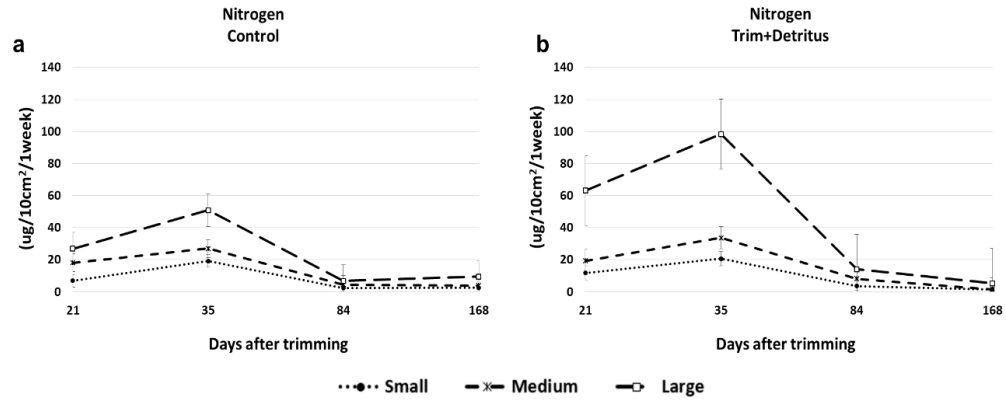 Nitrogen
Control
a
140
120
100
80
60
40
20
0
(ug/10cm²/1week)
21
35
84
168
Days after trimming
Nitrogen
Trim+Detritus
b
140
120
100
80
60
40
20
0
(ug/10cm²/1week)
21
35
84
168
Days after trimming
Small
Medium
Large